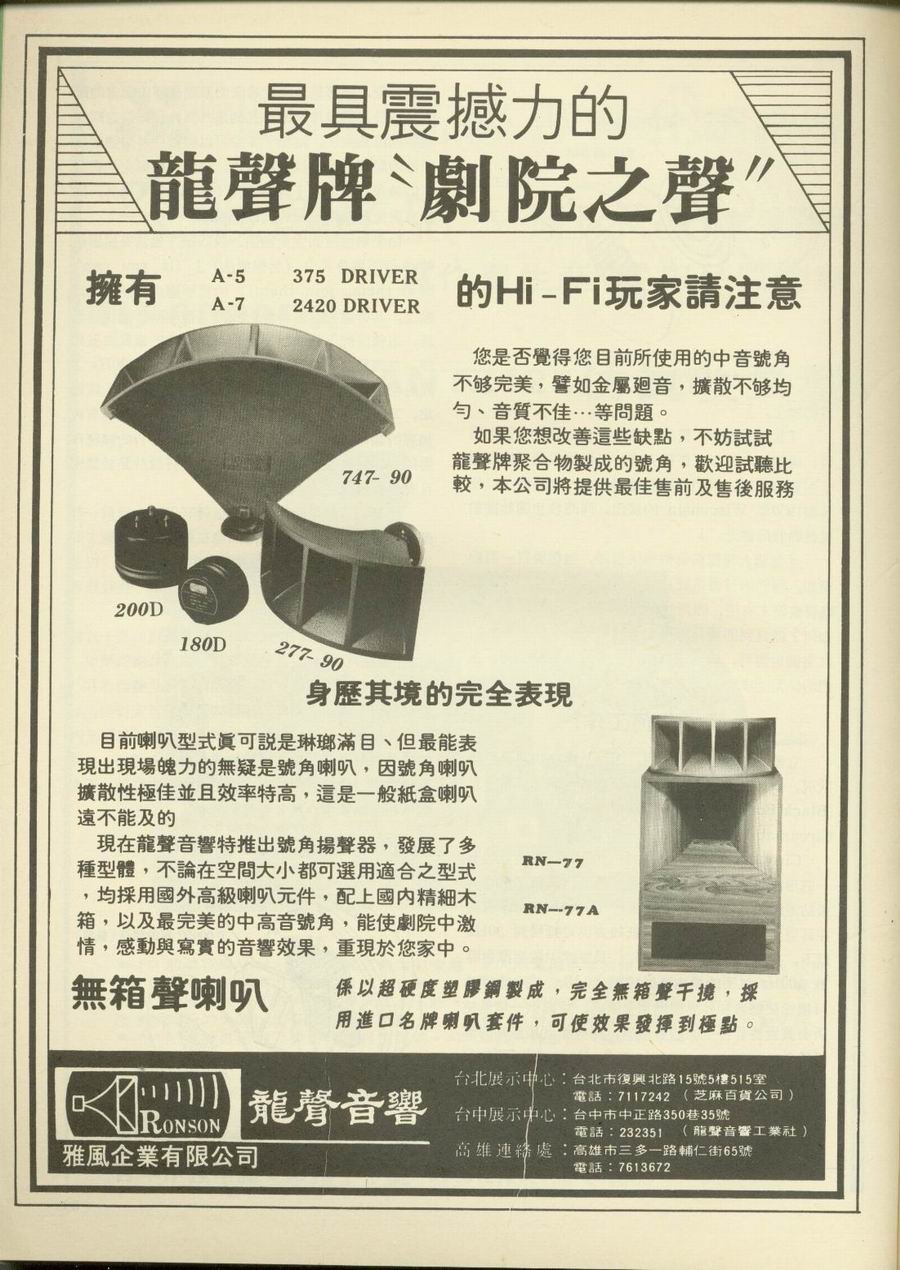 最具震撼力的
龍聲牌〝劇院之聲〞
擁有
A-5 375 DRIVER
A-7 2420 DRIVER
的Hi-Fi玩家請注意
您是否覺得您目前所使用的中音號角
不够完美，譬如金屬廻音，擴散不够均
勻、音質不佳…等問題。
如果您想改善這些缺點，不妨試試
龍聲牌聚合物製成的號角，歡迎試聽比
較，本公司將提供最佳售前及售後服務
747-90
200D
180D
277-90
身歷其境的完全表現
目前喇叭型式眞可説是琳瑯滿目、但最能表
現出現場魄力的無疑是號角喇叭，因號角喇叭
擴散性極佳並且效率特高，這是一般紙盒喇叭
遠不能及的
現在龍聲音響特推出號角揚聲器，發展了多
種型體，不論在空間大小都可選用適合之型式
，均採用國外高級喇叭元件，配上國內精細木
箱，以及最完美的中高音號角，能使劇院中激
情，感動與寫實的音響效果，重現於您家中。
RN-77
RN-77A
無箱聲喇叭
係以超硬度塑膠鋼製成，完全無箱聲干擾，採
用進口名牌喇叭套件，可使效果發揮到極點。
RONSON
龍聲音響
雅風企業有限公司
台北展示中心：台北市復興北路15號5樓515室
電話：7117242（芝麻百貨公司）
台中展示中心：台中市中正路350巷35號
電話：232351（龍聲音響工業社）
高雄連絡處：高雄市三多一路輔仁街65號
電話：7613672